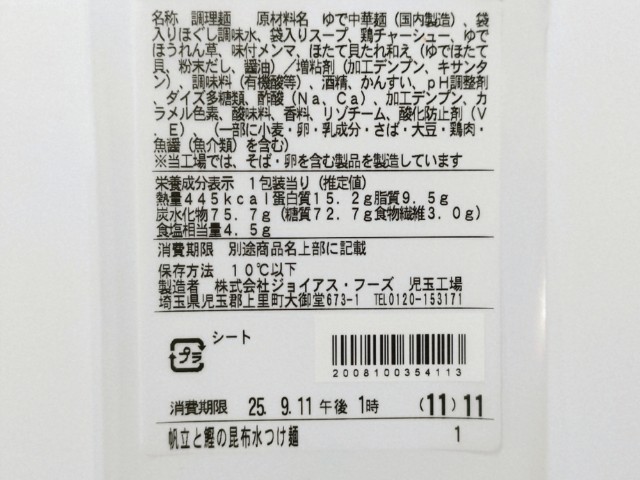 名称 調理麺 原材料名 ゆで中華麺（国内製造）、袋
入りほぐし調味水、袋入りスープ、鶏チャーシュー、ゆで
ほうれん草、味付メンマ、ほたて貝たれ和え（ゆでほたて
貝、粉末だし、醤油）／増粘剤（加工デンプン、キサンタ
ン）、調味料（有機酸等）、酒精、かんすい、ｐＨ調整剤
、ダイズ多糖類、酢酸（Ｎａ、Ｃａ）、加工デンプン、カ
ラメル色素、酸味料、香料、リゾチーム、酸化防止剤（Ｖ
．Ｅ）、（一部に小麦・卵・乳成分・さば・大豆・鶏肉・
魚醤（魚介類）を含む）
※当工場では、そば・卵を含む製品を製造しています
栄養成分表示 １包装当り（推定値）
熱量４４５ｋｃａｌ蛋白質１５．２ｇ脂質９．５ｇ
炭水化物７５．７ｇ（糖質７２．７ｇ食物繊維３．０ｇ）
食塩相当量４．５ｇ
消費期限 別途商品名上部に記載
保存方法 １０℃以下
製造者 株式会社ジョイアス・フーズ 児玉工場
埼玉県児玉郡上里町大御堂673-1 TEL0120-153171
プラ シート
2008100354113
消費期限 25. 9.11午後 1時 (11)11
帆立と鰹の昆布水つけ麺 1